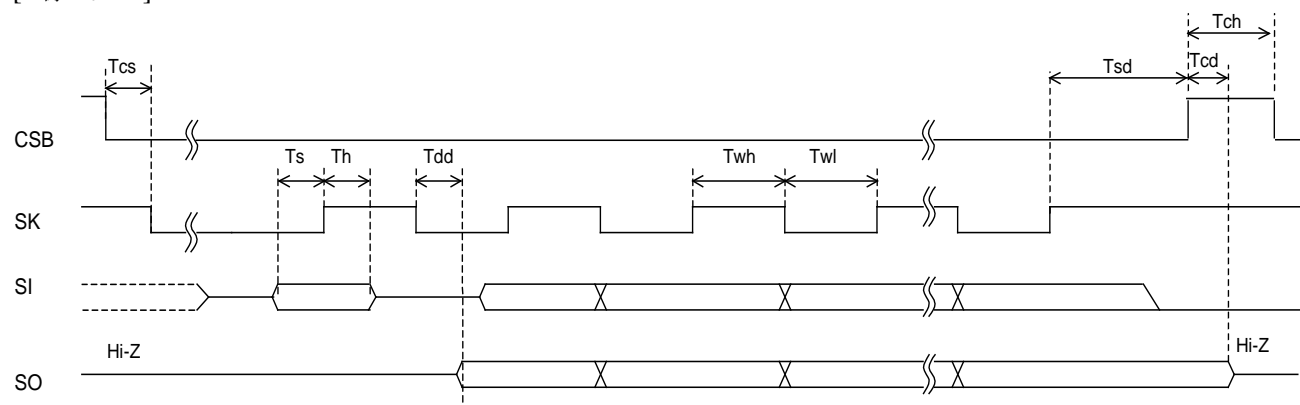 Tch
Tcs
Tsd
Tcd
CSB
Ts
Th
Tdd
Twh
Twl
SK
SI
Hi-Z
Hi-Z
SO